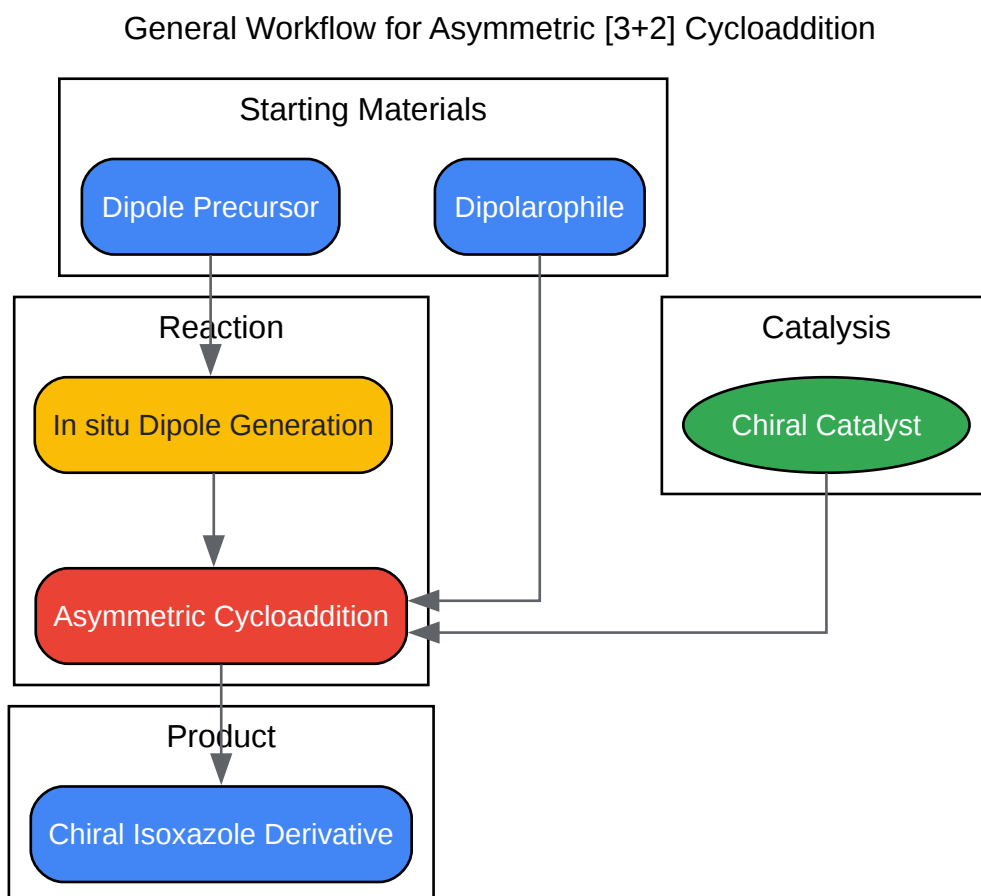 General Workflow for Asymmetric [3+2] Cycloaddition
Starting Materials
Dipole Precursor
Dipolarophile
Reaction
Catalysis
In situ Dipole Generation
Chiral Catalyst
Asymmetric Cycloaddition
Product
Chiral Isoxazole Derivative